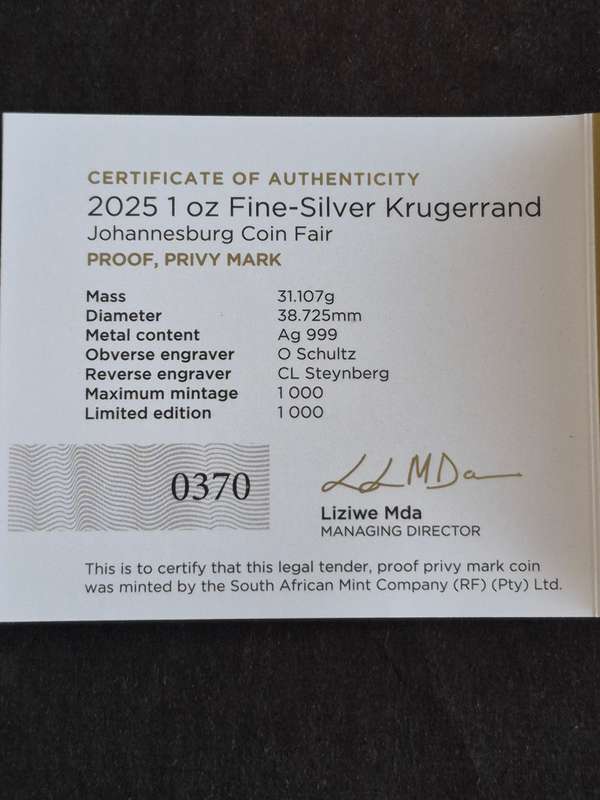 CERTIFICATE OF AUTHENTICITY
2025 1 oz Fine-Silver Krugerrand
Johannesburg Coin Fair
PROOF, PRIVY MARK
Mass 31.107g
Diameter 38.725mm
Metal content Ag 999
Obverse engraver O Schultz
Reverse engraver CL Steynberg
Maximum mintage 1 000
Limited edition 1 000
0370
LL MDa
Liziwe Mda
MANAGING DIRECTOR
This is to certify that this legal tender, proof privy mark coin
was minted by the South African Mint Company (RF) (Pty) Ltd.